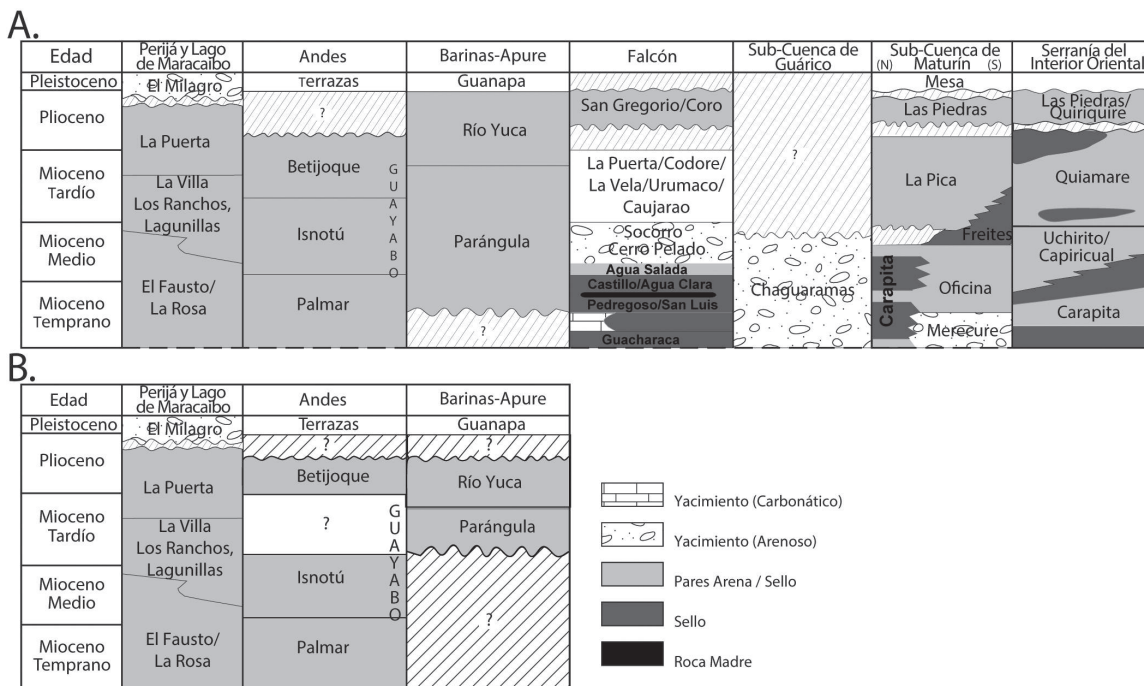 A.
Edad
Perijá y Lago
de Maracaibo
Andes
Barinas-Apure
Falcón
Sub-Cuenca de
Guárico
Sub-Cuenca de
(N) Maturín (S)
Serranía del
Interior Oriental
Pleistoceno
El Milagro
Terrazas
Guanapa
Mesa
Plioceno
?
San Gregorio/Coro
Las Piedras
Las Piedras/
Quiriquire
La Puerta
Río Yuca
Mioceno
Tardío
Betijoque
La Puerta/Codore/
La Vela/Urumaco/
Caujarao
?
La Pica
Quiamare
La Villa
Los Ranchos,
Lagunillas
GUAYABO
Mioceno
Medio
Isnotú
Parángula
Socorro
Cerro Pelado
Freites
Uchirito/
Capiricual
Agua Salada
Mioceno
Temprano
El Fausto/
La Rosa
Palmar
Castillo/Agua Clara
Pedregoso/San Luis
Chaguaramas
Carapita
Oficina
Carapita
?
Guacharaca
Merecure
B.
Edad
Perijá y Lago
de Maracaibo
Andes
Barinas-Apure
Pleistoceno
El Milagro
Terrazas
Guanapa
Plioceno
?
?
La Puerta
Betijoque
Río Yuca
Mioceno
Tardío
La Villa
Los Ranchos,
Lagunillas
?
GUAYABO
Parángula
Mioceno
Medio
Isnotú
?
Mioceno
Temprano
El Fausto/
La Rosa
Palmar
Yacimiento (Carbonático)
Yacimiento (Arenoso)
Pares Arena / Sello
Sello
Roca Madre